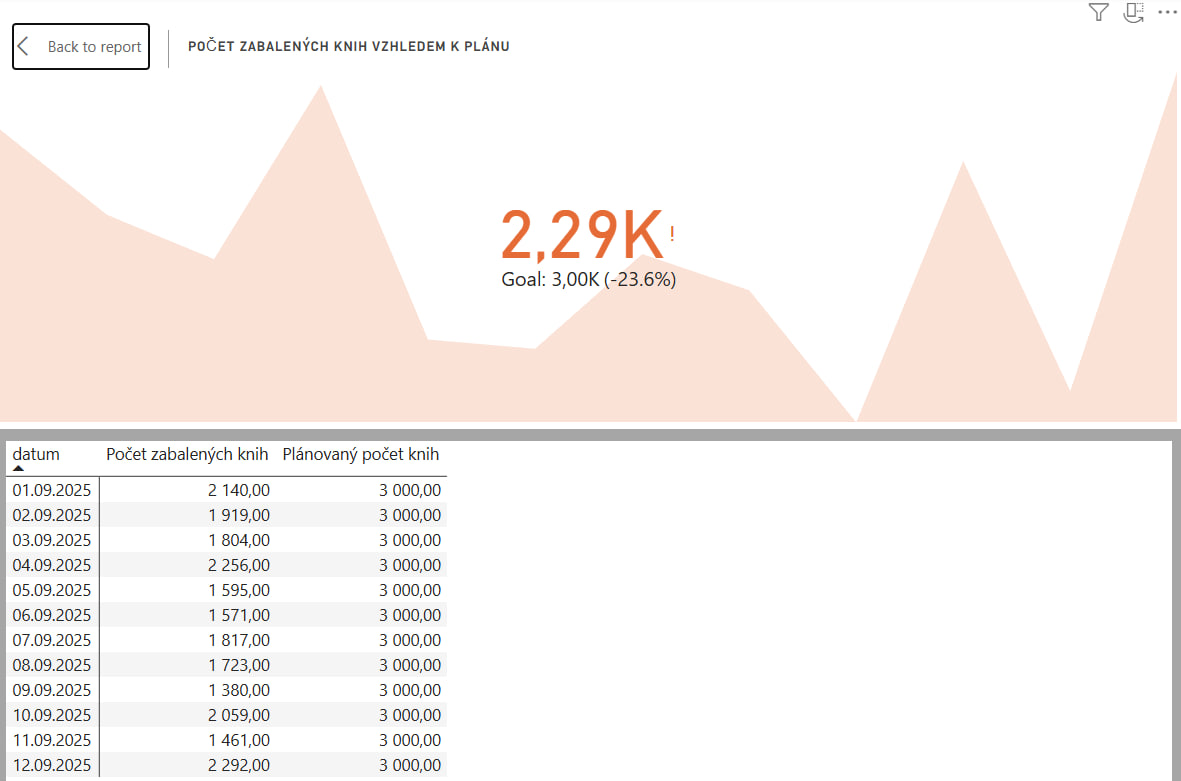 Back to report
POČET ZABALENÝCH KNIH VZHLEDEM K PLÁNU
2,29K!
Goal: 3,00K (-23.6%)
datum Počet zabalených knih Plánovaný počet knih
01.09.2025 2 140,00 3 000,00
02.09.2025 1 919,00 3 000,00
03.09.2025 1 804,00 3 000,00
04.09.2025 2 256,00 3 000,00
05.09.2025 1 595,00 3 000,00
06.09.2025 1 571,00 3 000,00
07.09.2025 1 817,00 3 000,00
08.09.2025 1 723,00 3 000,00
09.09.2025 1 380,00 3 000,00
10.09.2025 2 059,00 3 000,00
11.09.2025 1 461,00 3 000,00
12.09.2025 2 292,00 3 000,00